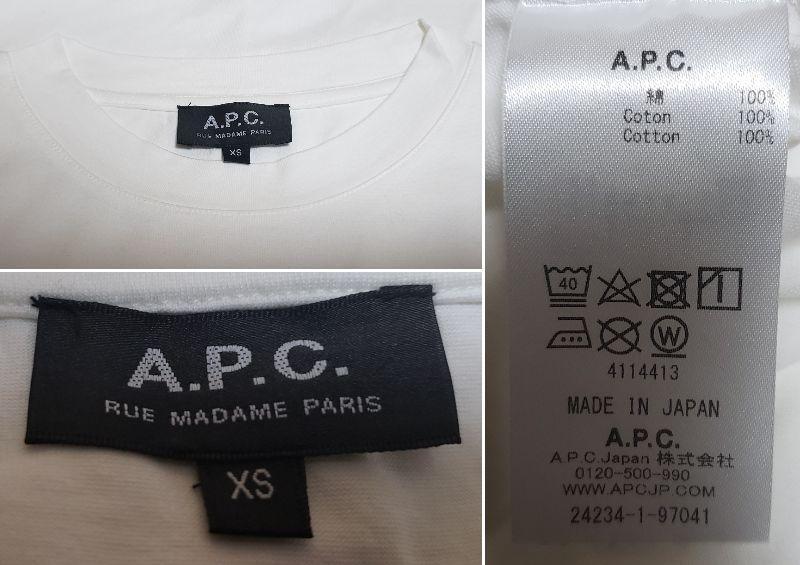 A.P.C.
RUE MADAME PARIS
XS
A.P.C.
RUE MADAME PARIS
XS
A.P.C.
綿 100%
Coton 100%
Cotton 100%
40
W
4114413
MADE IN JAPAN
A.P.C.
A.P.C.Japan 株式会社
0120-500-990
WWW.APCJP.COM
24234-1-97041